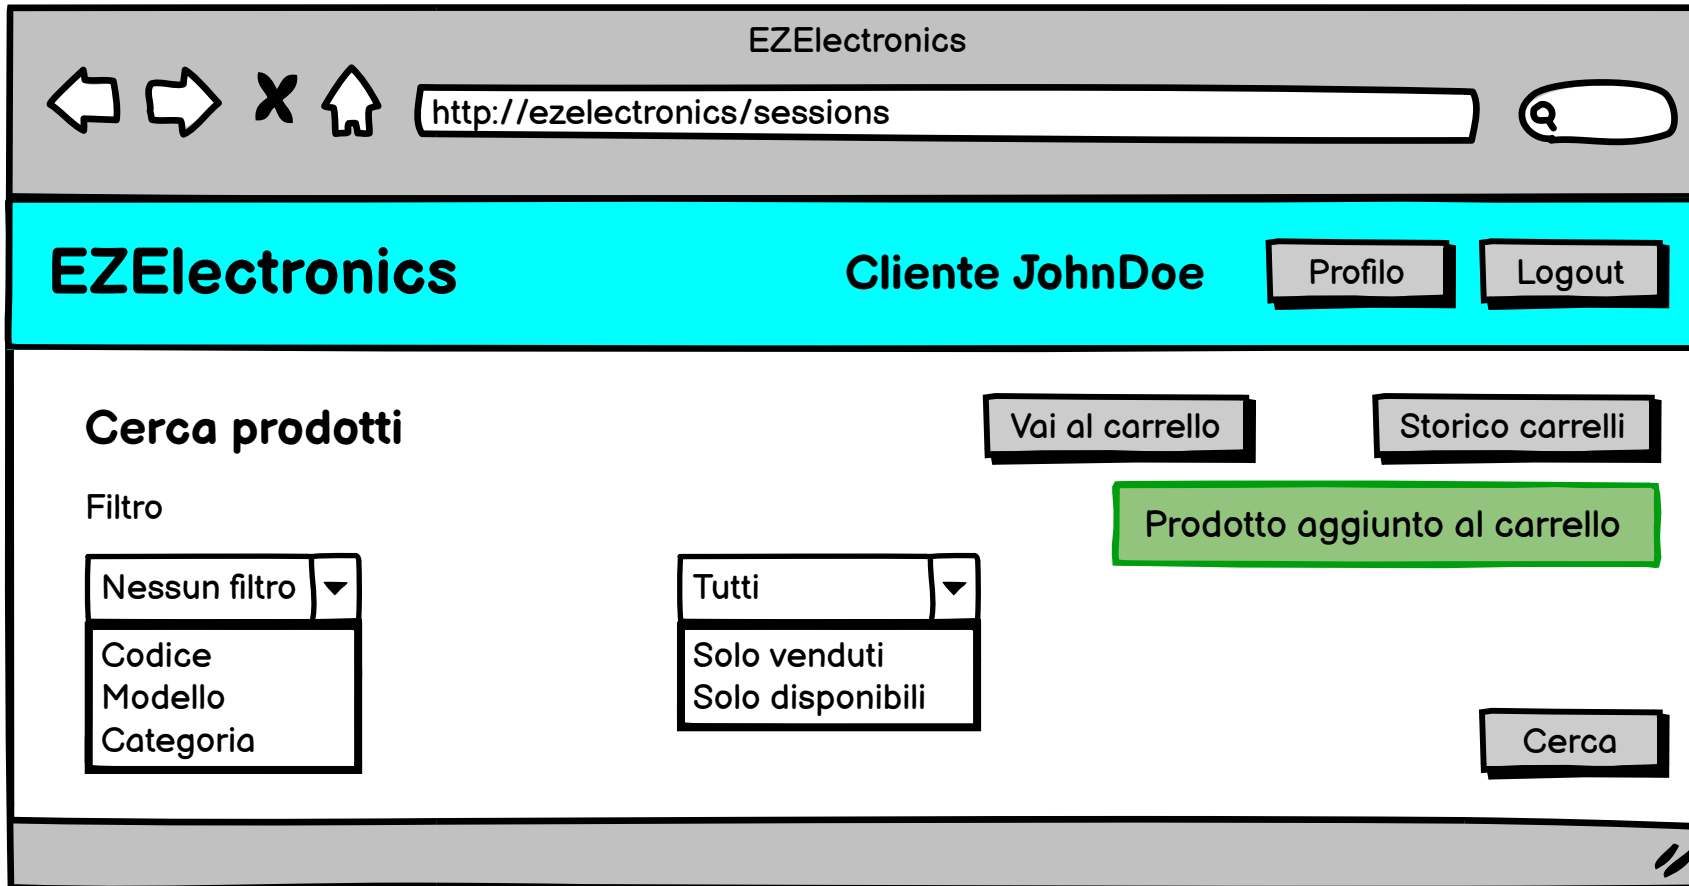 EZElectronics
http://ezelectronics/sessions
EZElectronics
Cliente JohnDoe
Profilo
Logout
Cerca prodotti
Vai al carrello
Storico carrelli
Filtro
Prodotto aggiunto al carrello
Nessun filtro
Tutti
Codice
Modello
Categoria
Solo venduti
Solo disponibili
Cerca